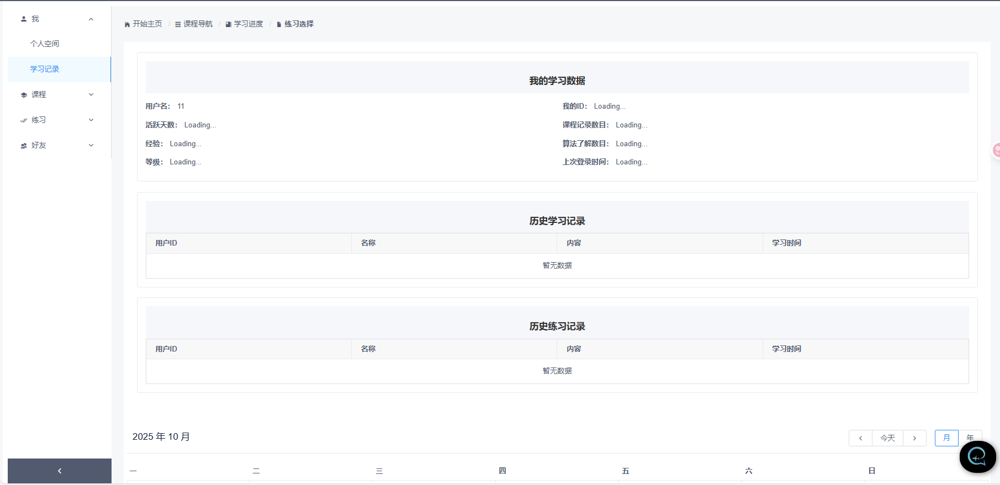 我
个人空间
学习记录
课程
练习
好友
开始主页 / 课程导航 / 学习进度 / 练习选择
我的学习数据
用户名： 11 我的ID： Loading...
活跃天数： Loading... 课程记录数目： Loading...
经验： Loading... 算法了解数目： Loading...
等级： Loading... 上次登录时间： Loading...
历史学习记录
用户ID 名称 内容 学习时间
暂无数据
历史练习记录
用户ID 名称 内容 学习时间
暂无数据
2025 年 10 月 今天 月 年
一 二 三 四 五 六 日